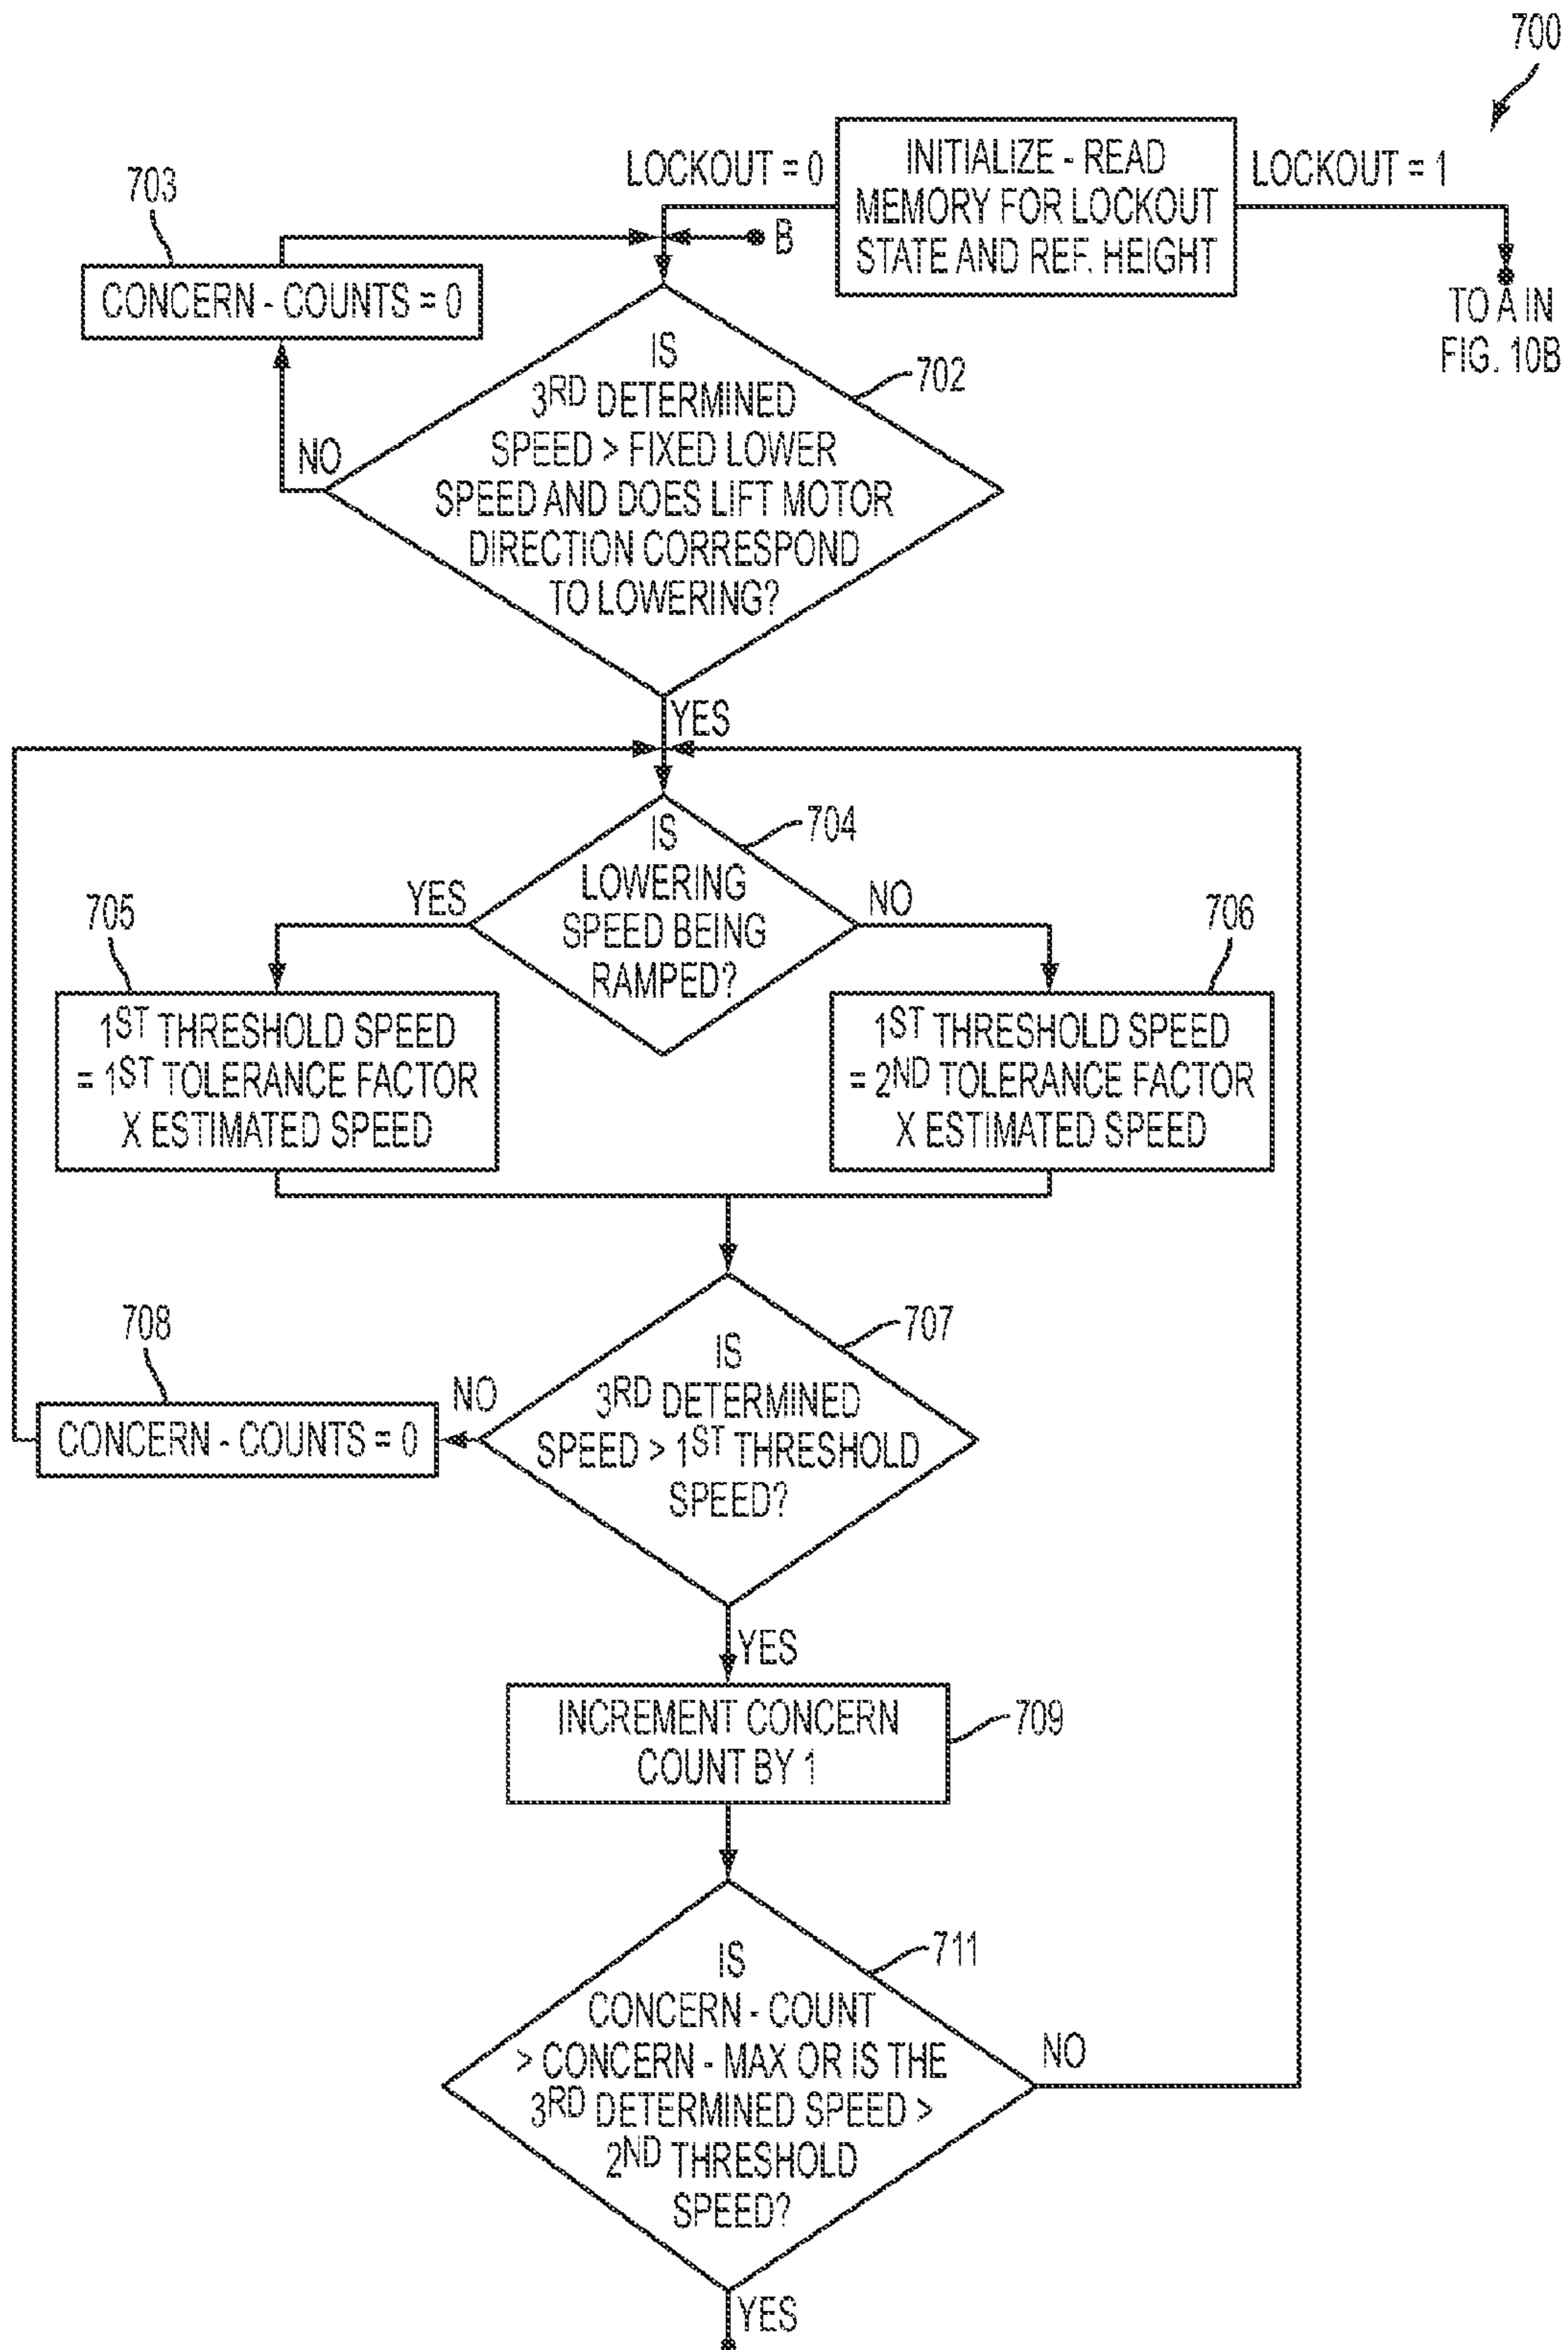 700
LOCKOUT = 0
INITIALIZE - READ
MEMORY FOR LOCKOUT
STATE AND REF. HEIGHT
LOCKOUT = 1
TO A IN
FIG. 10B
B
703
CONCERN - COUNTS = 0
NO
IS
3RD DETERMINED
SPEED > FIXED LOWER
SPEED AND DOES LIFT MOTOR
DIRECTION CORRESPOND
TO LOWERING?
702
YES
IS
LOWERING
SPEED BEING
RAMPED?
704
YES
NO
705
1ST THRESHOLD SPEED
= 1ST TOLERANCE FACTOR
X ESTIMATED SPEED
706
1ST THRESHOLD SPEED
= 2ND TOLERANCE FACTOR
X ESTIMATED SPEED
707
IS
3RD DETERMINED
SPEED > 1ST THRESHOLD
SPEED?
NO
708
CONCERN - COUNTS = 0
YES
INCREMENT CONCERN
COUNT BY 1
709
711
IS
CONCERN - COUNT
> CONCERN - MAX OR IS THE
3RD DETERMINED SPEED >
2ND THRESHOLD
SPEED?
NO
YES